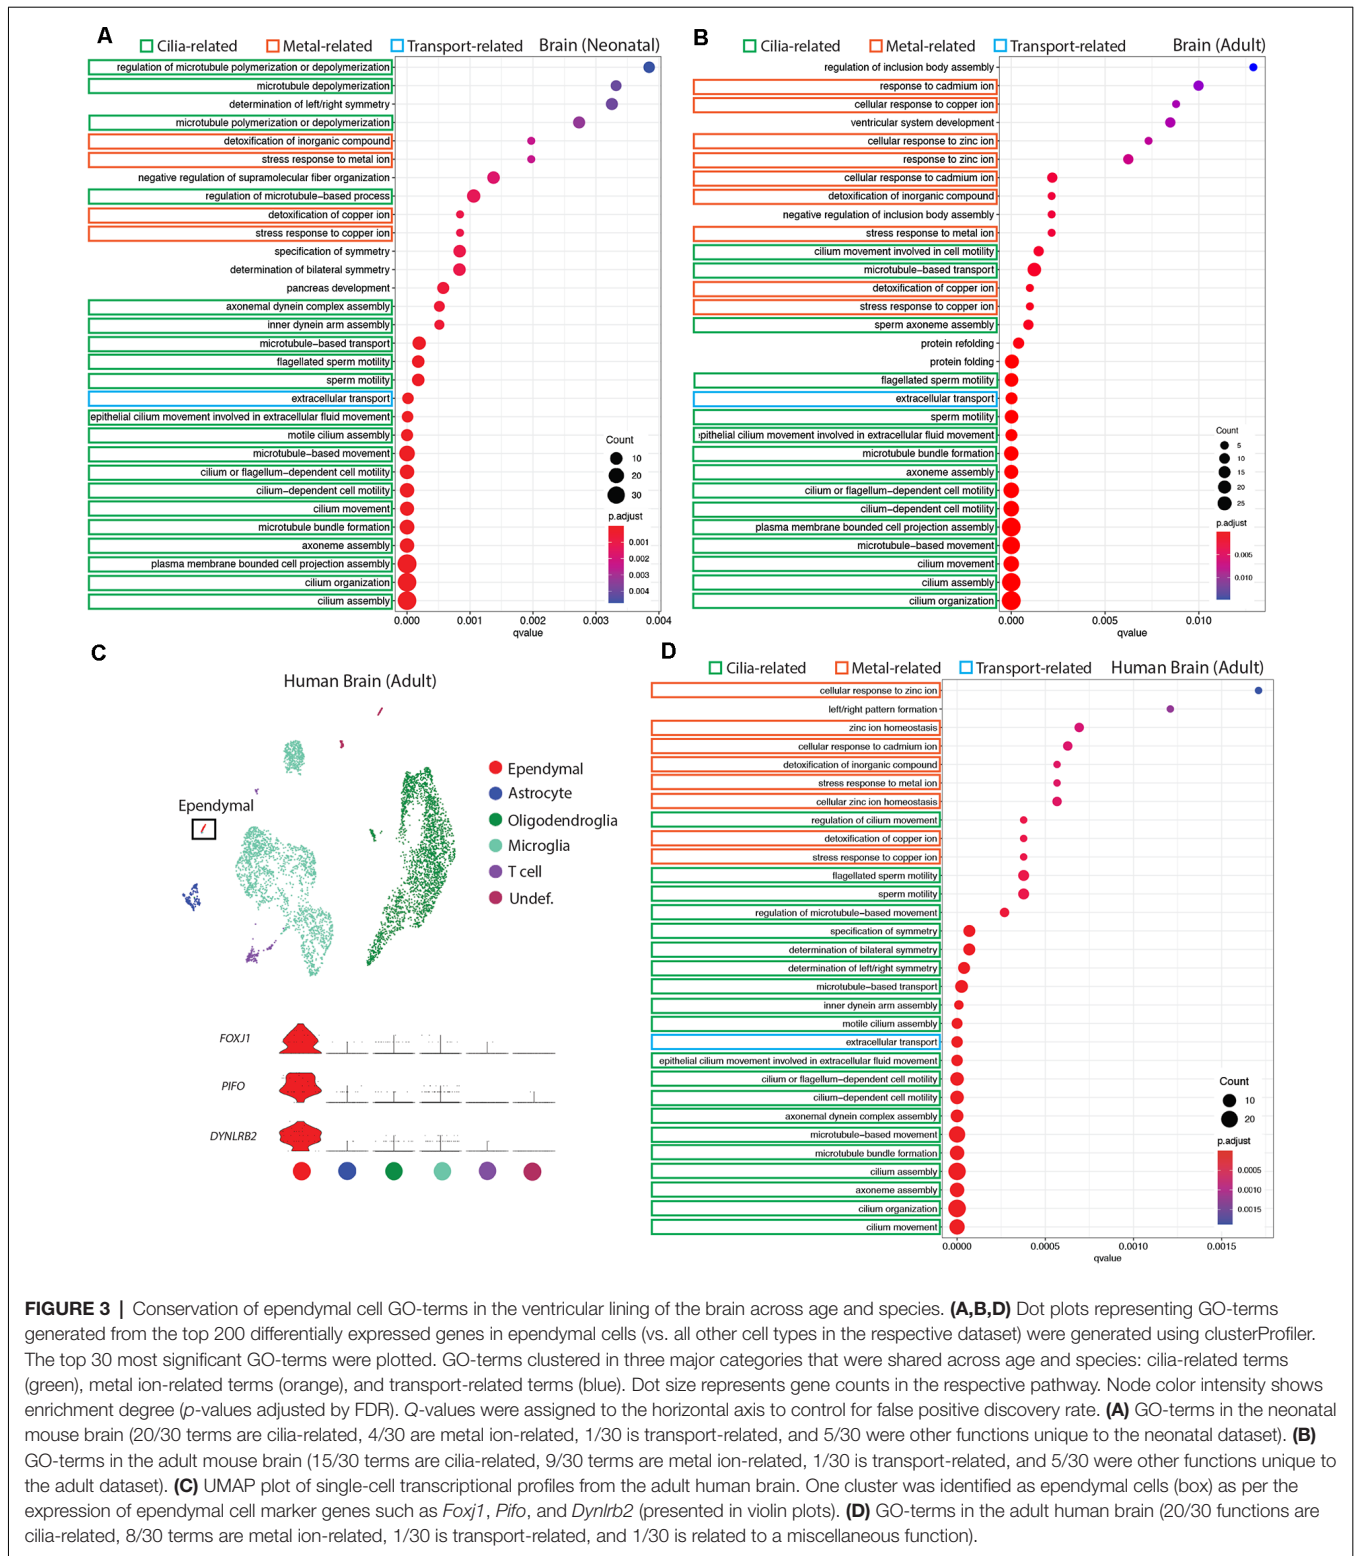 A
Cilia-related Metal-related Transport-related Brain (Neonatal)
regulation of microtubule polymerization or depolymerization
microtubule depolymerization
determination of left/right symmetry
microtubule polymerization or depolymerization
detoxification of inorganic compound
stress response to metal ion
negative regulation of supramolecular fiber organization
regulation of microtubule−based process
detoxification of copper ion
stress response to copper ion
specification of symmetry
determination of bilateral symmetry
pancreas development
axonemal dynein complex assembly
inner dynein arm assembly
microtubule−based transport
flagellated sperm motility
sperm motility
extracellular transport
epithelial cilium movement involved in extracellular fluid movement
motile cilium assembly
microtubule−based movement
cilium or flagellum−dependent cell motility
cilium−dependent cell motility
cilium movement
microtubule bundle formation
axoneme assembly
plasma membrane bounded cell projection assembly
cilium organization
cilium assembly
Count
10
20
30
p.adjust
0.001
0.002
0.003
0.004
0.000 0.001 0.002 0.003 0.004
qvalue
B
Cilia-related Metal-related Transport-related Brain (Adult)
regulation of inclusion body assembly
response to cadmium ion
cellular response to copper ion
ventricular system development
cellular response to zinc ion
response to zinc ion
cellular response to cadmium ion
detoxification of inorganic compound
negative regulation of inclusion body assembly
stress response to metal ion
cilium movement involved in cell motility
microtubule−based transport
detoxification of copper ion
stress response to copper ion
sperm axoneme assembly
protein refolding
protein folding
flagellated sperm motility
extracellular transport
sperm motility
pithelial cilium movement involved in extracellular fluid movement
microtubule bundle formation
axoneme assembly
cilium or flagellum−dependent cell motility
cilium−dependent cell motility
plasma membrane bounded cell projection assembly
microtubule−based movement
cilium movement
cilium assembly
cilium organization
Count
5
10
15
20
25
p.adjust
0.005
0.010
0.000 0.005 0.010
qvalue
C
Human Brain (Adult)
Ependymal
Ependymal
Astrocyte
Oligodendroglia
Microglia
T cell
Undef.
FOXJ1
PIFO
DYNLRB2
D
Cilia-related Metal-related Transport-related Human Brain (Adult)
cellular response to zinc ion
left/right pattern formation
zinc ion homeostasis
cellular response to cadmium ion
detoxification of inorganic compound
stress response to metal ion
cellular zinc ion homeostasis
regulation of cilium movement
detoxification of copper ion
stress response to copper ion
flagellated sperm motility
sperm motility
regulation of microtubule−based movement
specification of symmetry
determination of bilateral symmetry
determination of left/right symmetry
microtubule−based transport
inner dynein arm assembly
motile cilium assembly
extracellular transport
epithelial cilium movement involved in extracellular fluid movement
cilium or flagellum−dependent cell motility
cilium−dependent cell motility
axonemal dynein complex assembly
microtubule−based movement
microtubule bundle formation
cilium assembly
axoneme assembly
cilium organization
cilium movement
Count
10
20
p.adjust
0.0005
0.0010
0.0015
0.0000 0.0005 0.0010 0.0015
qvalue
FIGURE 3 | Conservation of ependymal cell GO-terms in the ventricular lining of the brain across age and species. (A,B,D) Dot plots representing GO-terms
generated from the top 200 differentially expressed genes in ependymal cells (vs. all other cell types in the respective dataset) were generated using clusterProfiler.
The top 30 most significant GO-terms were plotted. GO-terms clustered in three major categories that were shared across age and species: cilia-related terms
(green), metal ion-related terms (orange), and transport-related terms (blue). Dot size represents gene counts in the respective pathway. Node color intensity shows
enrichment degree (p-values adjusted by FDR). Q-values were assigned to the horizontal axis to control for false positive discovery rate. (A) GO-terms in the neonatal
mouse brain (20/30 terms are cilia-related, 4/30 are metal ion-related, 1/30 is transport-related, and 5/30 were other functions unique to the neonatal dataset). (B)
GO-terms in the adult mouse brain (15/30 terms are cilia-related, 9/30 terms are metal ion-related, 1/30 is transport-related, and 5/30 were other functions unique to
the adult dataset). (C) UMAP plot of single-cell transcriptional profiles from the adult human brain. One cluster was identified as ependymal cells (box) as per the
expression of ependymal cell marker genes such as Foxj1, Pifo, and Dynlrb2 (presented in violin plots). (D) GO-terms in the adult human brain (20/30 functions are
cilia-related, 8/30 terms are metal ion-related, 1/30 is transport-related, and 1/30 is related to a miscellaneous function).